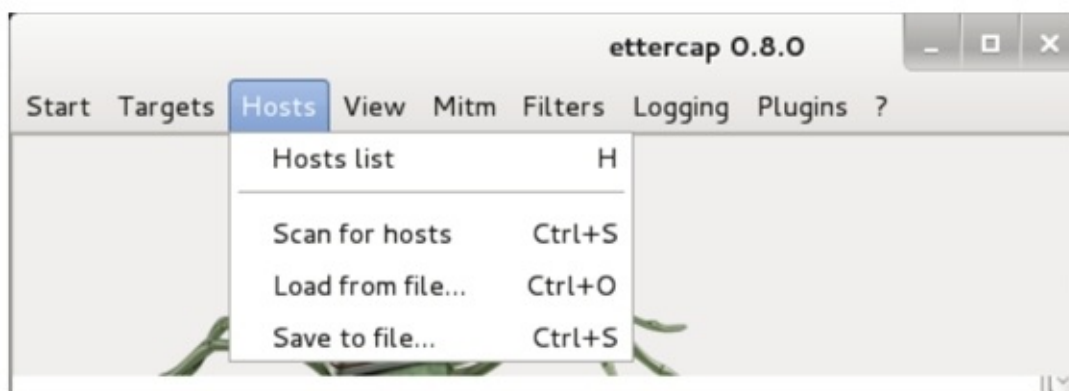 ettercap 0.8.0
Start Targets Hosts View Mitm Filters Logging Plugins ?
Hosts list H
Scan for hosts Ctrl+S
Load from file... Ctrl+O
Save to file... Ctrl+S